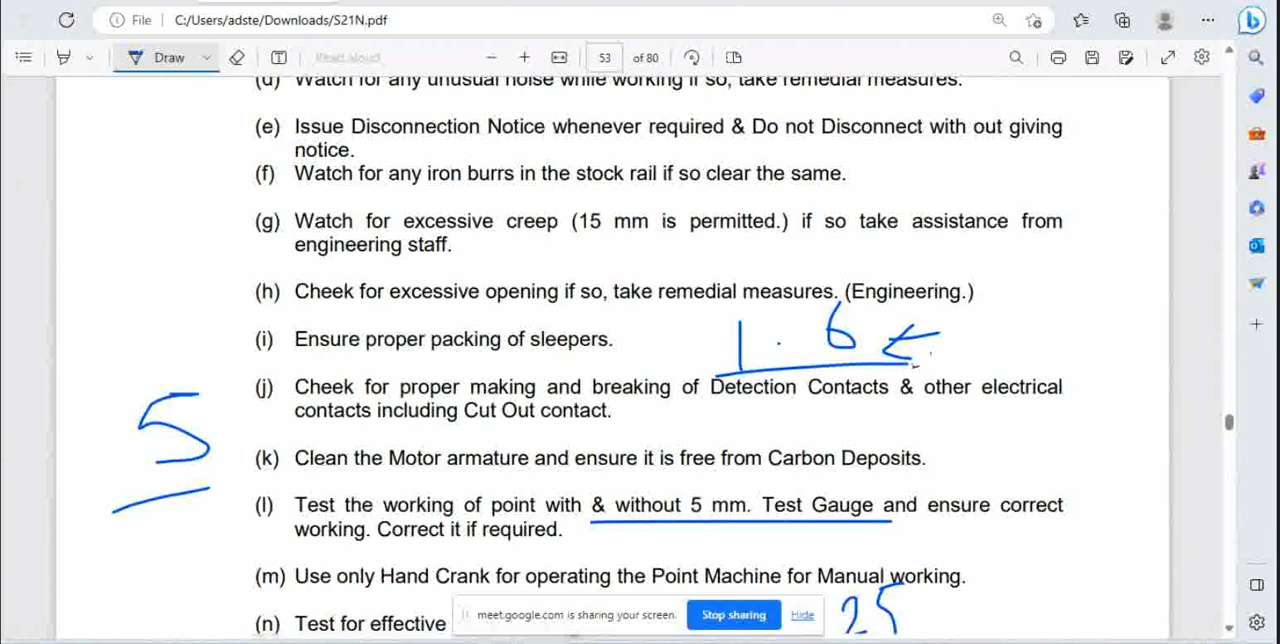 File
C:/Users/adste/Downloads/S21N.pdf
Draw
Read aloud
53 of 80
(d) Watch for any unusual noise while working if so, take remedial measures.
(e) Issue Disconnection Notice whenever required & Do not Disconnect with out giving
notice.
(f) Watch for any iron burrs in the stock rail if so clear the same.
(g) Watch for excessive creep (15 mm is permitted.) if so take assistance from
engineering staff.
(h) Cheek for excessive opening if so, take remedial measures. (Engineering.)
1.6
(i) Ensure proper packing of sleepers.
(j) Cheek for proper making and breaking of Detection Contacts & other electrical
contacts including Cut Out contact.
5
(k) Clean the Motor armature and ensure it is free from Carbon Deposits.
(l) Test the working of point with & without 5 mm. Test Gauge and ensure correct
working. Correct it if required.
(m) Use only Hand Crank for operating the Point Machine for Manual working.
(n) Test for effective
meet.google.com is sharing your screen. Stop sharing Hide
25